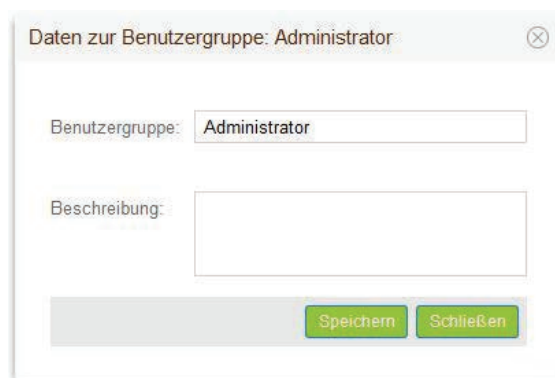 Daten zur Benutzergruppe: Administrator
Benutzergruppe: Administrator
Beschreibung:
Speichern Schließen